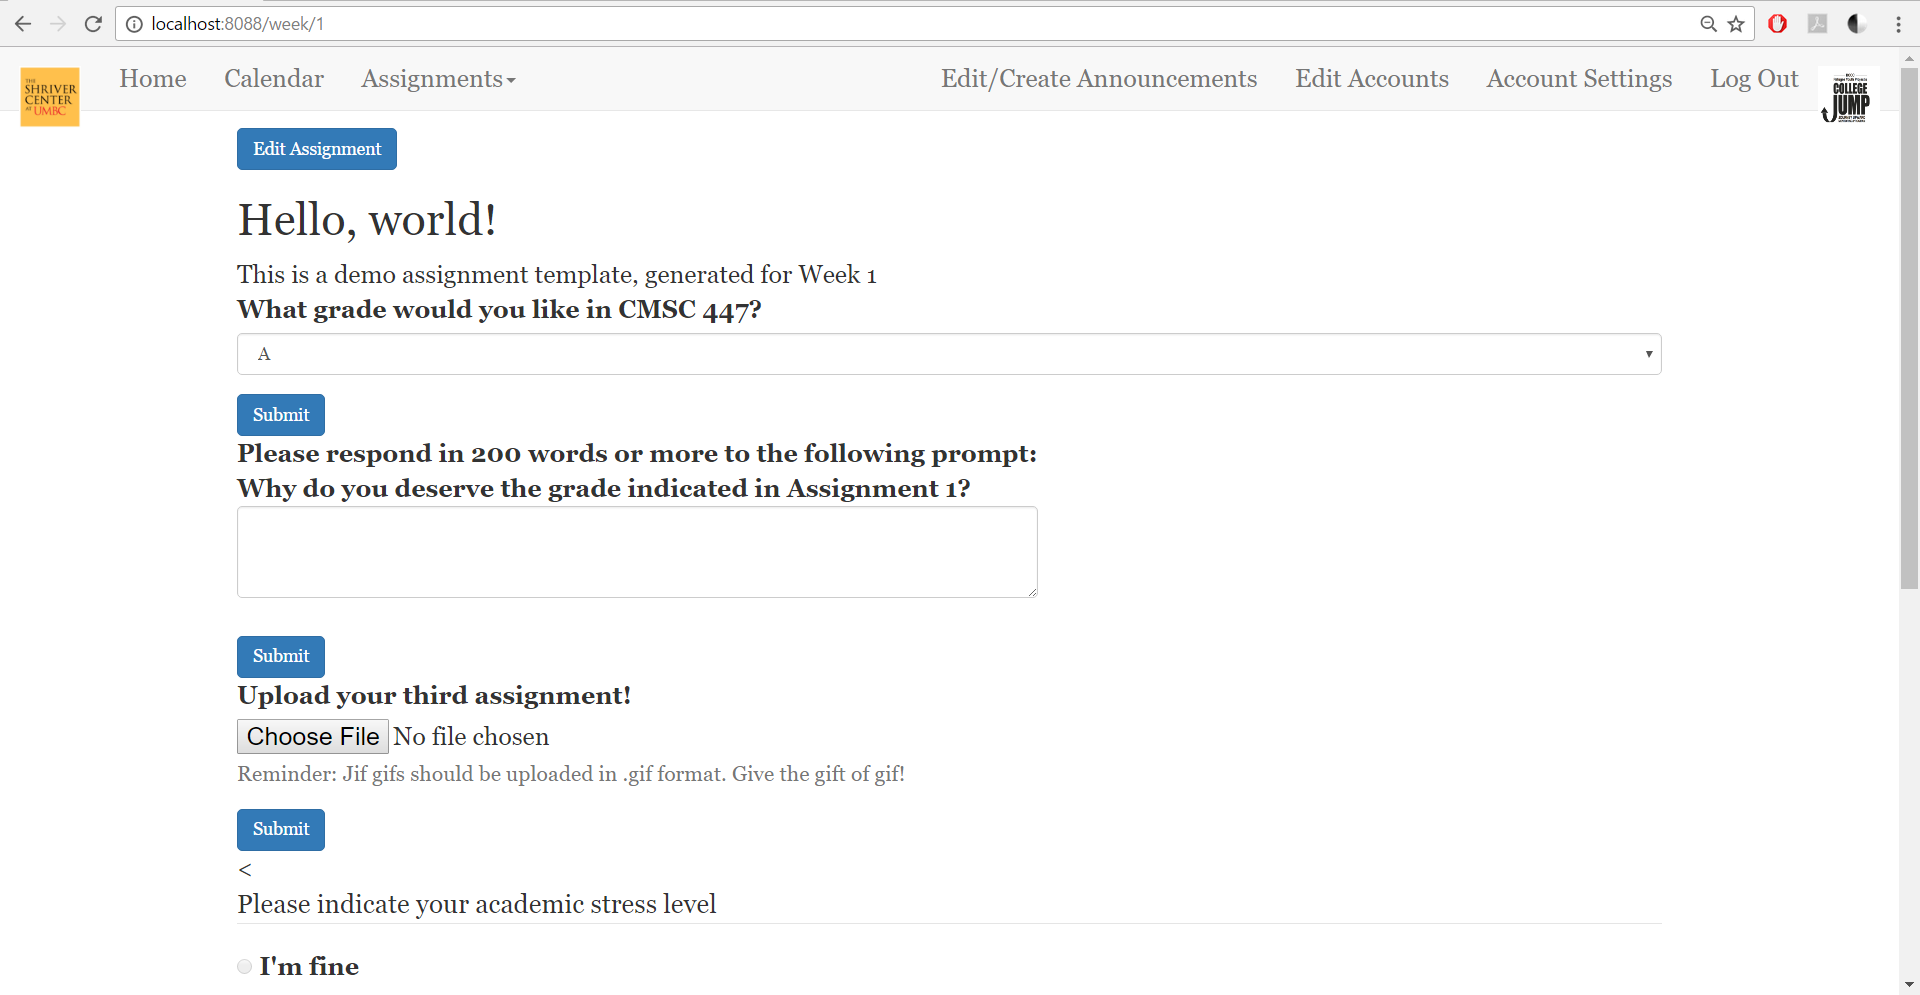 localhost:8088/week/1
THE
SHRIVER
CENTER
AT UMBC
Home Calendar Assignments Edit/Create Announcements Edit Accounts Account Settings Log Out
COLLEGE
JUMP
Edit Assignment
Hello, world!
This is a demo assignment template, generated for Week 1
What grade would you like in CMSC 447?
A
Submit
Please respond in 200 words or more to the following prompt:
Why do you deserve the grade indicated in Assignment 1?
Submit
Upload your third assignment!
Choose File No file chosen
Reminder: Jif gifs should be uploaded in .gif format. Give the gift of gif!
Submit
<
Please indicate your academic stress level
I'm fine